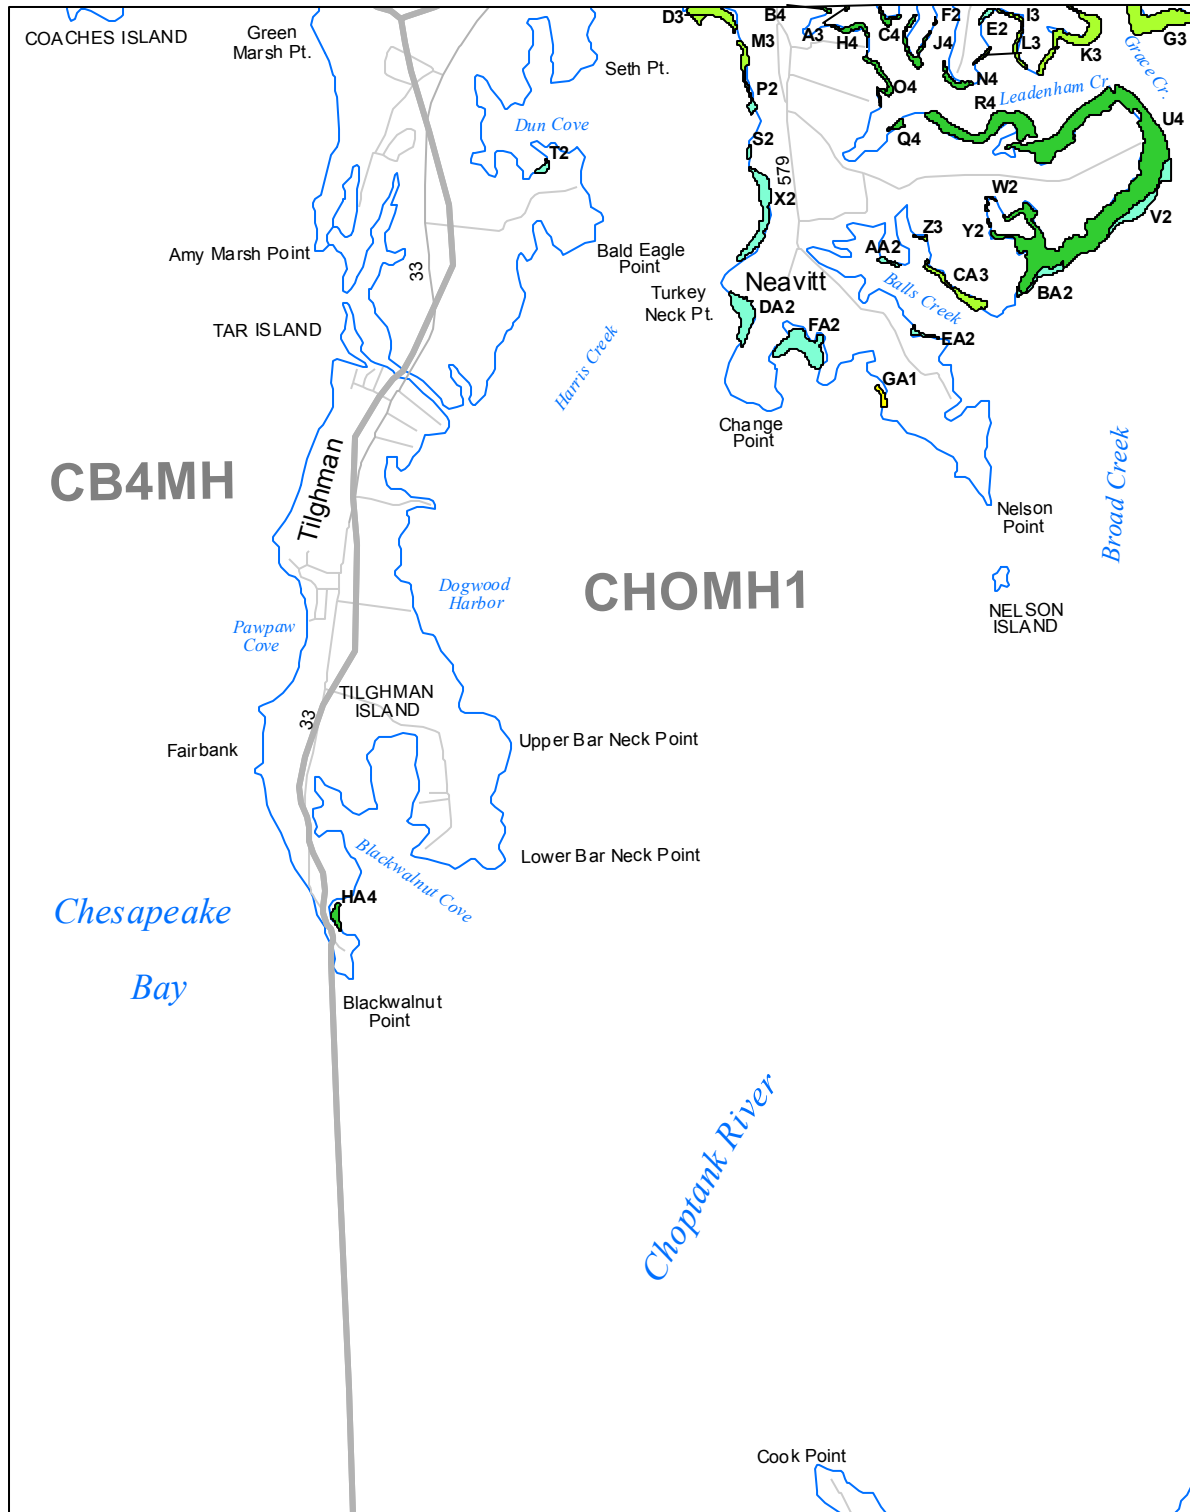 D3
B4
A3
H4
C4
F2
J4
E2
I3
L3
K3
G3
COACHES ISLAND
Green
Marsh Pt.
M3
Seth Pt.
P2
O4
N4
Grace Cr.
Leadenham Cr.
R4
U4
Dun Cove
T2
S2
Q4
579
X2
W2
V2
Y2
Z3
AA2
Amy Marsh Point
33
Bald Eagle
Point
CA3
BA2
Neavitt
Balls Creek
Turkey
Neck Pt.
DA2
TAR ISLAND
FA2
EA2
Harris Creek
GA1
Change
Point
Tilghman
CB4MH
Broad Creek
Nelson
Point
CHOMH1
Dogwood
Harbor
NELSON
ISLAND
Pawpaw
Cove
TILGHMAN
ISLAND
33
Upper Bar Neck Point
Fairbank
Lower Bar Neck Point
Blackwalnut Cove
HA4
Chesapeake
Bay
Blackwalnut
Point
Choptank River
Cook Point